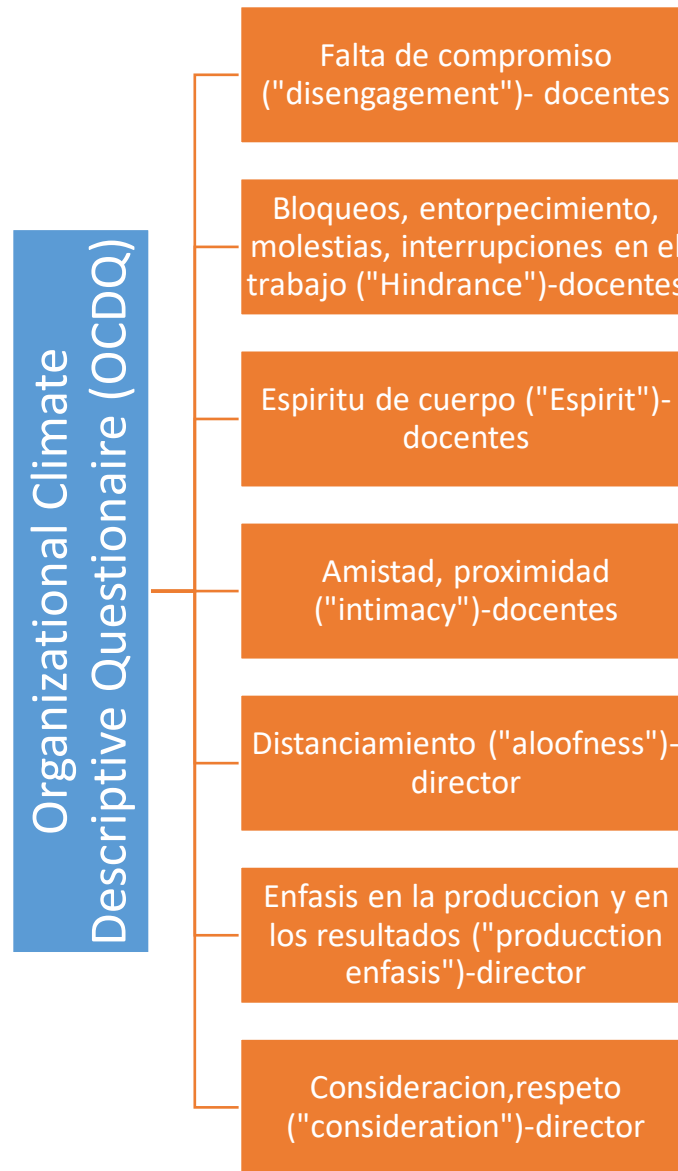 Organizational Climate
Descriptive Questionaire (OCDQ)
Falta de compromiso
("disengagement")- docentes
Bloqueos, entorpecimiento,
molestias, interrupciones en el
trabajo ("Hindrance")-docentes
Espiritu de cuerpo ("Espirit")-
docentes
Amistad, proximidad
("intimacy")-docentes
Distanciamiento ("aloofness")-
director
Enfasis en la produccion y en
los resultados ("producction
enfasis")-director
Consideracion,respeto
("consideration")-director